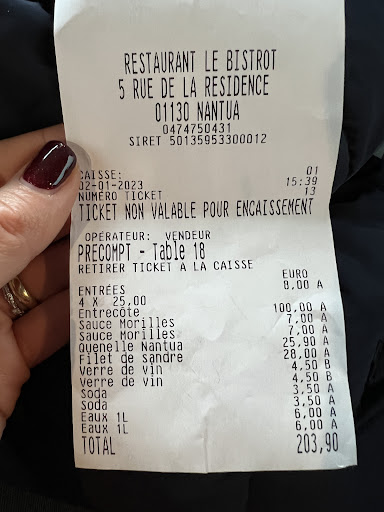 RESTAURANT LE BISTROT
5 RUE DE LA RESIDENCE
01130 NANTUA
0474750431
SIRET 50135953300012
CAISSE: 01
02-01-2023 15:39
NUMERO TICKET 13
TICKET NON VALABLE POUR ENCAISSEMENT
OPÉRATEUR: VENDEUR
PRECOMPT - Table 18
RETIRER TICKET A LA CAISSE
EURO
ENTRÉES 8,00 A
4 X 25,00
Entrecôte 100,00 A
Sauce Morilles 7,00 A
Sauce Morilles 7,00 A
Quenelle Nantua 25,90 A
Filet de sandre 28,00 A
Verre de vin 4,50 B
Verre de vin 4,50 B
Soda 3,50 A
Soda 3,50 A
Eaux 1L 6,00 A
Eaux 1L 6,00 A
TOTAL 203,90